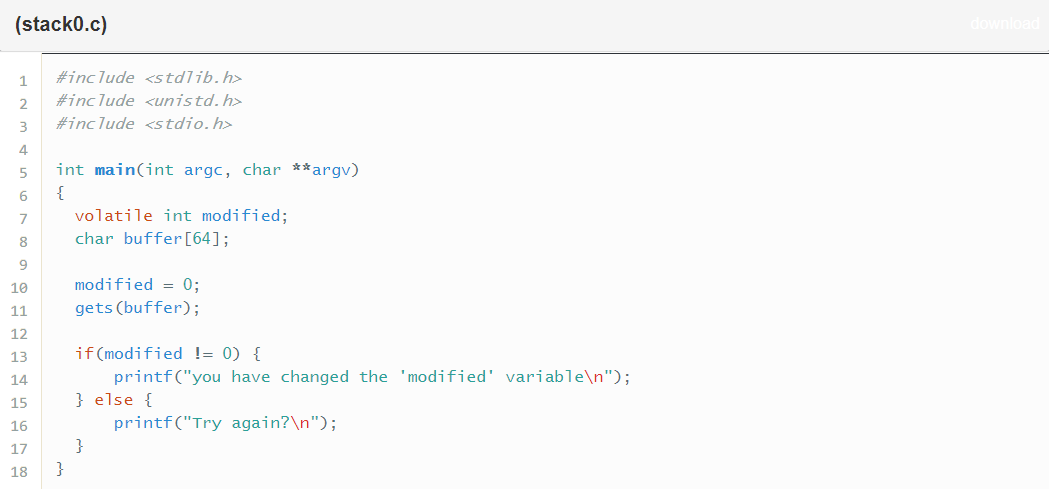 (stack0.c)
download
1 #include <stdlib.h>
2 #include <unistd.h>
3 #include <stdio.h>
4
5 int main(int argc, char **argv)
6 {
7   volatile int modified;
8   char buffer[64];
9
10   modified = 0;
11   gets(buffer);
12
13   if(modified != 0) {
14       printf("you have changed the 'modified' variable\n");
15   } else {
16       printf("Try again?\n");
17   }
18 }